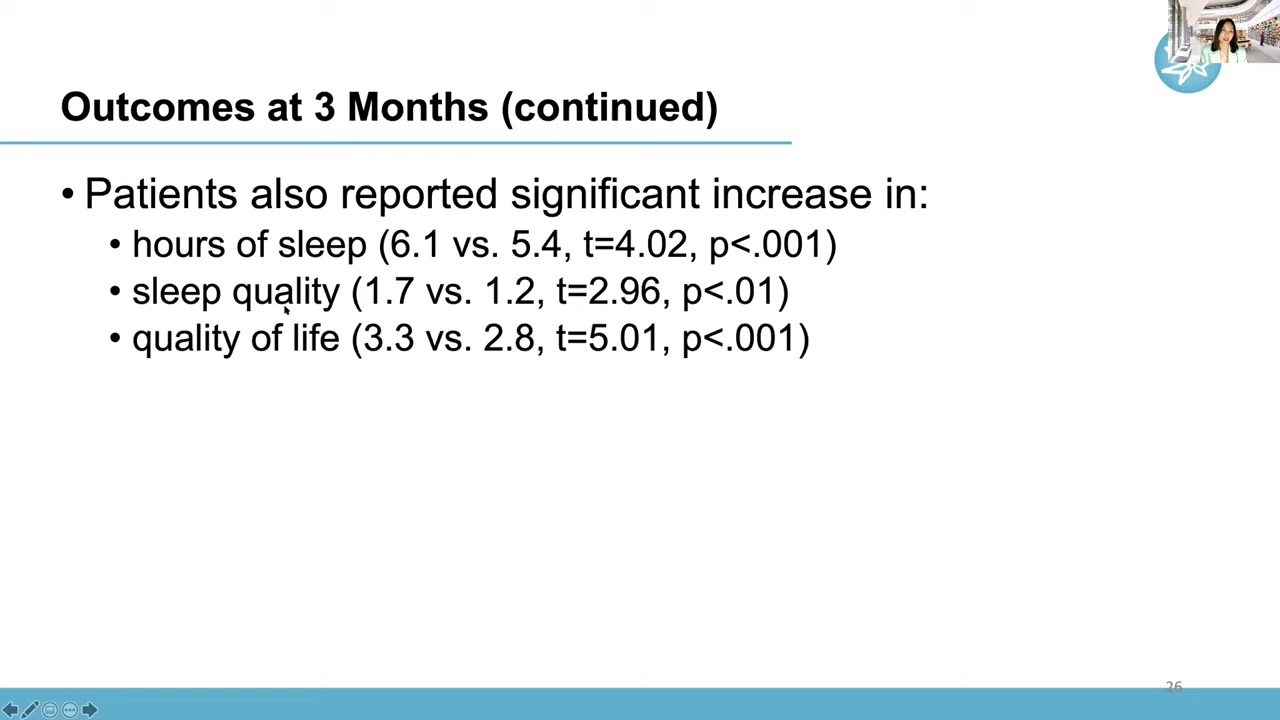 Outcomes at 3 Months (continued)
• Patients also reported significant increase in:
• hours of sleep (6.1 vs. 5.4, t=4.02, p<.001)
• sleep quality (1.7 vs. 1.2, t=2.96, p<.01)
• quality of life (3.3 vs. 2.8, t=5.01, p<.001)
26